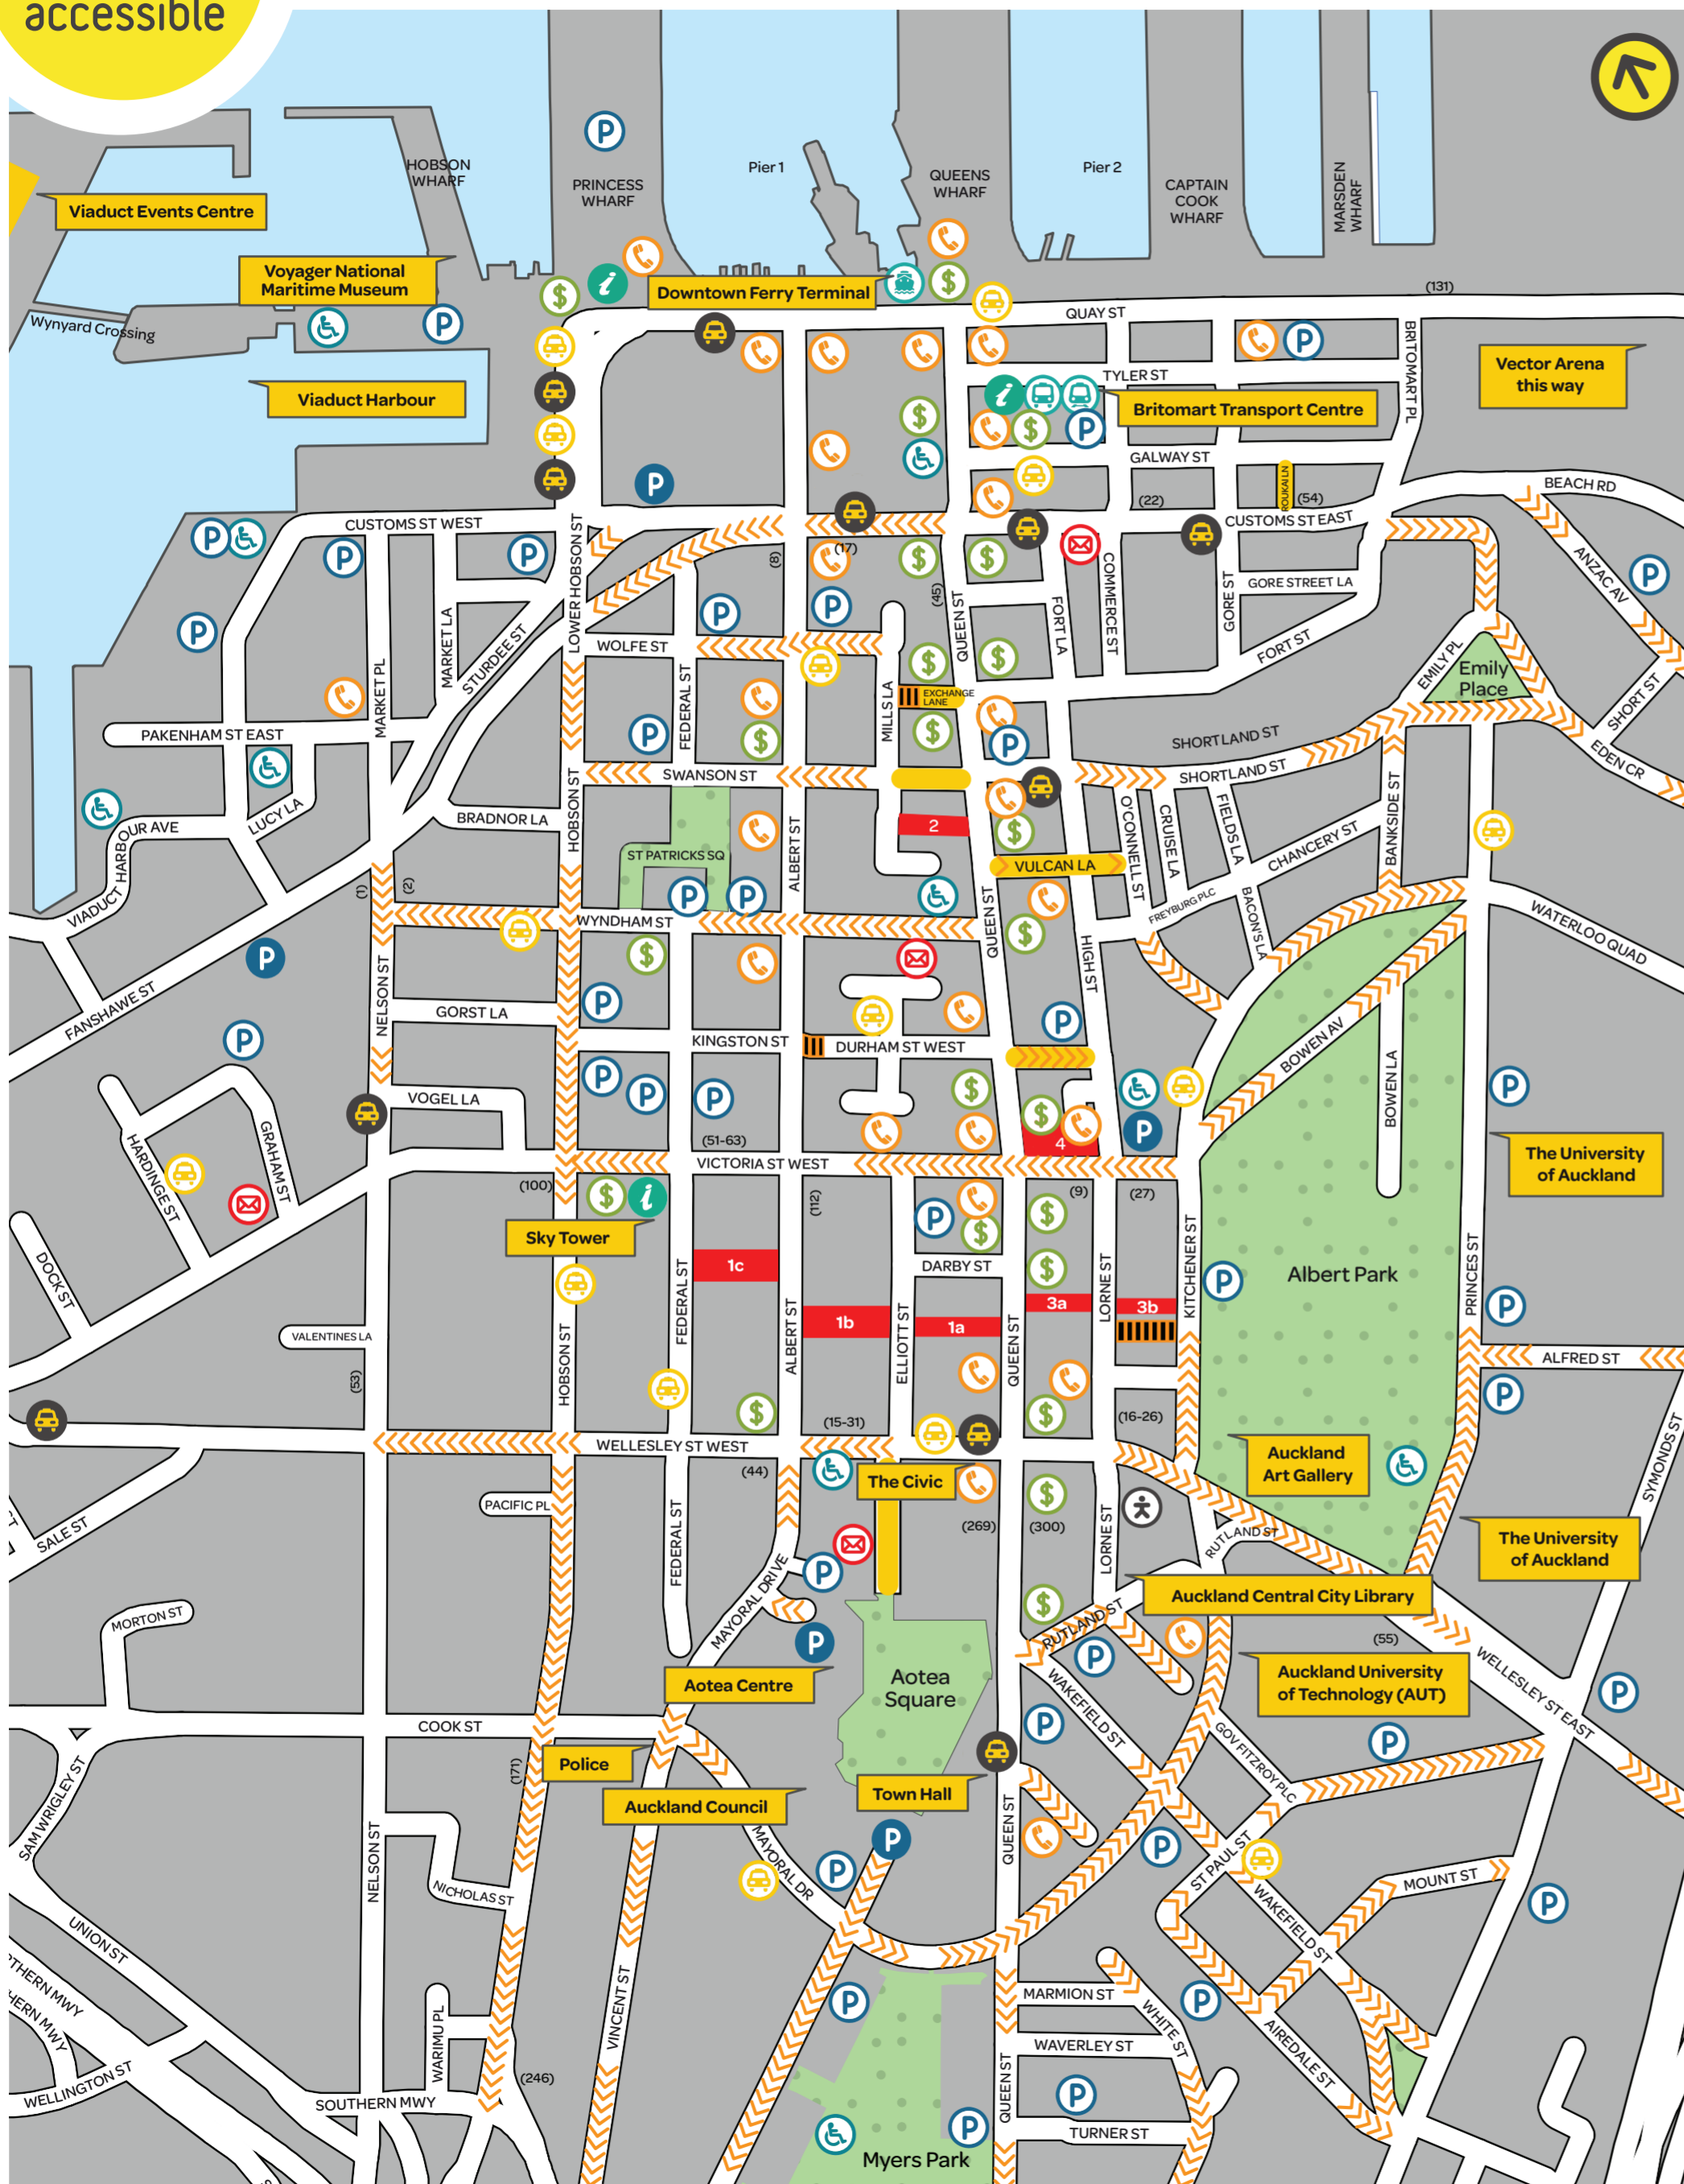 accessible
HOBSON
WHARF
PRINCESS
WHARF
Pier 1
QUEENS
WHARF
Pier 2
CAPTAIN
COOK
WHARF
MARSDEN
WHARF
Viaduct Events Centre
Voyager National
Maritime Museum
Wynyard Crossing
Downtown Ferry Terminal
(131)
QUAY ST
Viaduct Harbour
TYLER ST
BRITOMART PL
Vector Arena
this way
Britomart Transport Centre
GALWAY ST
ROUKAI LN
(22)
(54)
BEACH RD
CUSTOMS ST WEST
CUSTOMS ST EAST
LOWER HOBSON ST
(8)
(17)
(45)
ANZAC AV
GORE STREET LA
GORE ST
COMMERCE ST
FORT LA
QUEEN ST
FORT ST
MARKET LA
STURDEE ST
MARKET PL
WOLFE ST
FEDERAL ST
MILLS LA
EXCHANGE
LANE
EMILY PL
Emily
Place
SHORT ST
EDEN CR
PAKENHAM ST EAST
SHORTLAND ST
SHORTLAND ST
SWANSON ST
HOBSON ST
BRADNOR LA
LUCY LA
VIADUCT HARBOUR AVE
ST PATRICKS SQ
ALBERT ST
2
VULCAN LA
O'CONNELL ST
CRUISE LA
FIELDS LA
CHANCERY ST
BANKSIDE ST
FREYBURG PLC
BACON'S LA
(1)
(2)
WYNDHAM ST
QUEEN ST
HIGH ST
WATERLOO QUAD
FANSHAWE ST
NELSON ST
GORST LA
KINGSTON ST
DURHAM ST WEST
BOWEN AV
BOWEN LA
VOGEL LA
HARDINGE ST
GRAHAM ST
(51-63)
4
VICTORIA ST WEST
The University
of Auckland
(100)
(112)
(9)
(27)
Sky Tower
DOCK ST
1c
DARBY ST
KITCHENER ST
Albert Park
PRINCES ST
FEDERAL ST
ALBERT ST
1b
ELLIOTT ST
1a
QUEEN ST
3a
LORNE ST
3b
VALENTINES LA
HOBSON ST
(53)
ALFRED ST
(15-31)
(16-26)
WELLESLEY ST WEST
(44)
The Civic
Auckland
Art Gallery
SYMONDS ST
PACIFIC PL
SALE ST
FEDERAL ST
(269)
(300)
LORNE ST
RUTLAND ST
The University
of Auckland
MAYORAL DRIVE
Auckland Central City Library
MORTON ST
RUTLAND ST
(55)
Aotea Centre
Aotea
Square
WAKEFIELD ST
Auckland University
of Technology (AUT)
WELLESLEY ST EAST
COOK ST
GOV FITZROY PLC
Police
(171)
SAM WRIGLEY ST
Auckland Council
Town Hall
MAYORAL DR
QUEEN ST
NELSON ST
ST PAUL ST
NICHOLAS ST
MOUNT ST
WAKEFIELD ST
UNION ST
VINCENT ST
MARMION ST
WHITE ST
WARIMU PL
WAVERLEY ST
AIREDALE ST
WELLINGTON ST
SOUTHERN MWY
(246)
QUEEN ST
TURNER ST
Myers Park